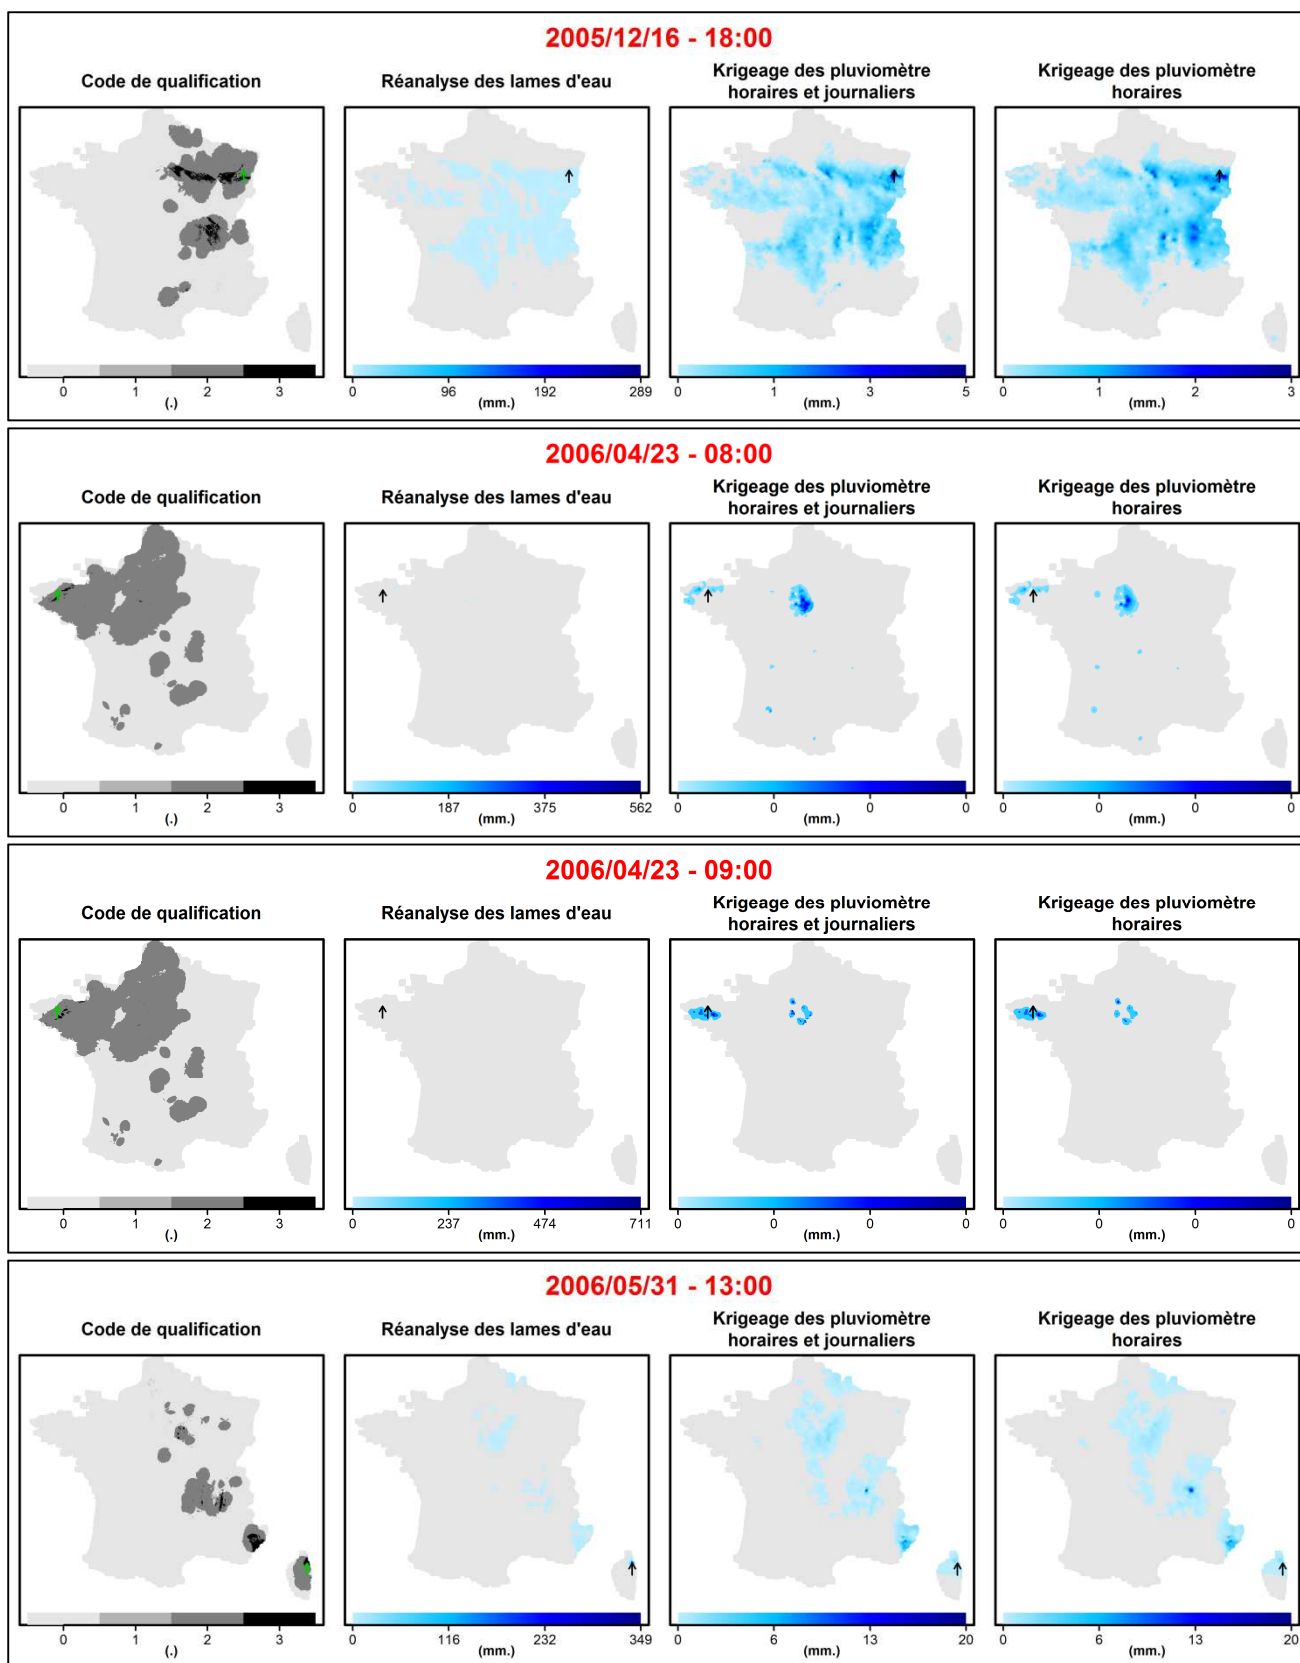 2005/12/16 - 18:00
Code de qualification
Réanalyse des lames d'eau
Krigeage des pluviomètre
horaires et journaliers
Krigeage des pluviomètre
horaires
0 1 2 3
(.)
0 96 192 289
(mm.)
0 1 3 5
(mm.)
0 1 2 3
(mm.)
2006/04/23 - 08:00
Code de qualification
Réanalyse des lames d'eau
Krigeage des pluviomètre
horaires et journaliers
Krigeage des pluviomètre
horaires
0 1 2 3
(.)
0 187 375 562
(mm.)
0 0 0 0
(mm.)
0 0 0 0
(mm.)
2006/04/23 - 09:00
Code de qualification
Réanalyse des lames d'eau
Krigeage des pluviomètre
horaires et journaliers
Krigeage des pluviomètre
horaires
0 1 2 3
(.)
0 237 474 711
(mm.)
0 0 0 0
(mm.)
0 0 0 0
(mm.)
2006/05/31 - 13:00
Code de qualification
Réanalyse des lames d'eau
Krigeage des pluviomètre
horaires et journaliers
Krigeage des pluviomètre
horaires
0 1 2 3
(.)
0 116 232 349
(mm.)
0 6 13 20
(mm.)
0 6 13 20
(mm.)